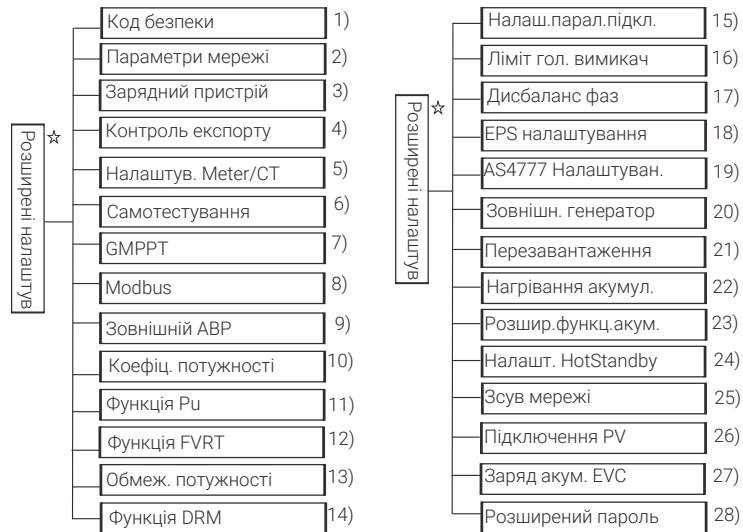 Розширені налаштув
Код безпеки 1)
Параметри мережі 2)
Зарядний пристрій 3)
Контроль експорту 4)
Налаштув. Meter/CT 5)
Самотестування 6)
GMPPT 7)
Modbus 8)
Зовнішній АВР 9)
Коефіц. потужності 10)
Функція Pu 11)
Функція FVRT 12)
Обмеж. потужності 13)
Функція DRM 14)
Розширені налаштув
Налаш.парал.підкл. 15)
Ліміт гол. вимикач 16)
Дисбаланс фаз 17)
EPS налаштування 18)
AS4777 Налаштуван. 19)
Зовнішн. генератор 20)
Перезавантаження 21)
Нагрівання акумул. 22)
Розшир.функц.акум. 23)
Налашт. HotStandby 24)
Зсув мережі 25)
Підключення PV 26)
Заряд акум. EVC 27)
Розширений пароль 28)